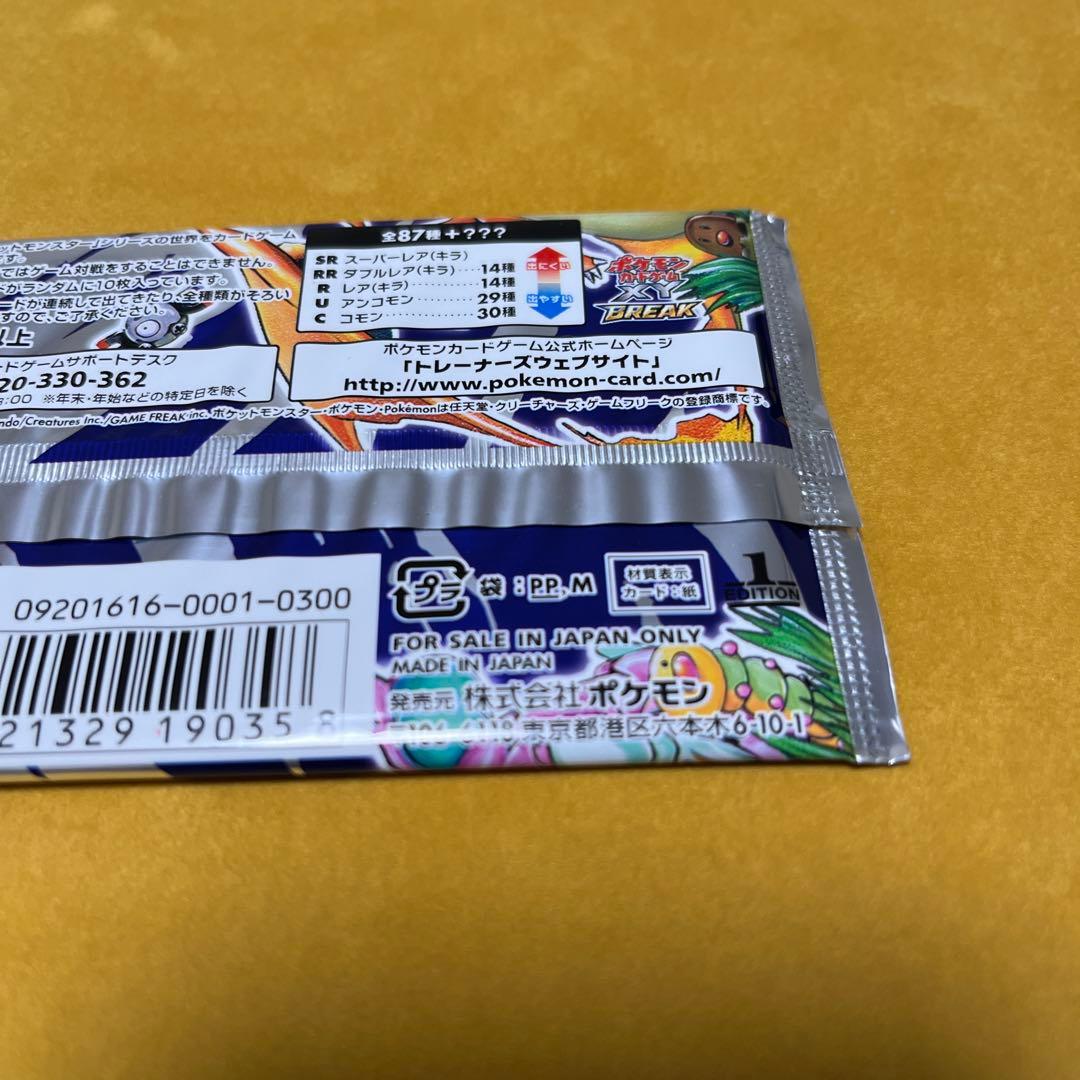 ットモンスター」シリーズの世界をカードゲーム
です。
ではゲーム対戦をすることはできません。
ドがランダムに10枚入っています。
ードが連続して出てきたり、全種類がそろい
すので、ご了承ください。
以上
ードゲームサポートデスク
20-330-362
:00 ※年末・年始などの特定日を除く
ndo/Creatures Inc./GAME FREAK inc. ポケットモンスター・ポケモン・Pokémonは任天堂・クリーチャーズ・ゲームフリークの登録商標です。
全87種+???
SR スーパーレア(キラ)
RR ダブルレア(キラ)‥‥14種
R レア(キラ)‥‥‥‥14種
U アンコモン‥‥‥‥29種
C コモン‥‥‥‥‥‥30種
出にくい
出やすい
ポケモン
カードゲーム
XY
BREAK
ポケモンカードゲーム公式ホームページ
「トレーナーズウェブサイト」
http://www.pokemon-card.com/
09201616-0001-0300
21329 19035 8
プラ
袋:PP,M
材質表示
カード:紙
1
EDITION
FOR SALE IN JAPAN ONLY
MADE IN JAPAN
発売元 株式会社ポケモン
〒106-6118,東京都港区六本木6-10-1